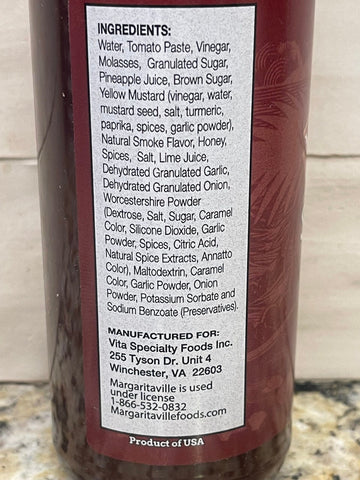 INGREDIENTS:
Water, Tomato Paste, Vinegar,
Molasses, Granulated Sugar,
Pineapple Juice, Brown Sugar,
Yellow Mustard (vinegar, water,
mustard seed, salt, turmeric,
paprika, spices, garlic powder),
Natural Smoke Flavor, Honey,
Spices, Salt, Lime Juice,
Dehydrated Granulated Garlic,
Dehydrated Granulated Onion,
Worcestershire Powder
(Dextrose, Salt, Sugar, Caramel
Color, Silicone Dioxide, Garlic
Powder, Spices, Citric Acid,
Natural Spice Extracts, Annatto
Color), Maltodextrin, Caramel
Color, Garlic Powder, Onion
Powder, Potassium Sorbate and
Sodium Benzoate (Preservatives).
MANUFACTURED FOR:
Vita Specialty Foods Inc.
255 Tyson Dr. Unit 4
Winchester, VA 22603
Margaritaville is used
under license
1-866-532-0832
Margaritavillefoods.com
Product of USA